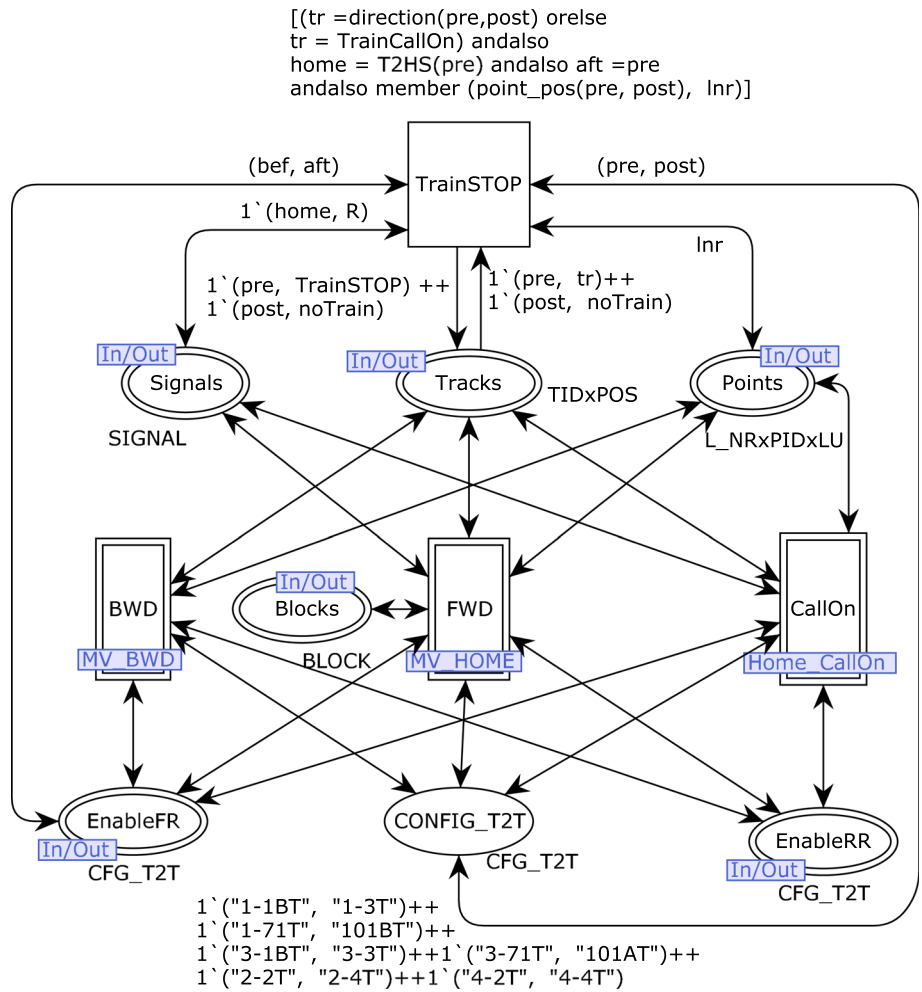 [(tr =direction(pre,post) orelse
tr = TrainCallOn) andalso
home = T2HS(pre) andalso aft =pre
andalso member (point_pos(pre, post), lnr)]
(bef, aft)
TrainSTOP
(pre, post)
1`(home, R)
lnr
1`(pre, TrainSTOP) ++
1`(post, noTrain)
1`(pre, tr)++
1`(post, noTrain)
In/Out
In/Out
In/Out
Signals
Tracks
Points
SIGNAL
TIDxPOS
L_NRxPIDxLU
BWD
In/Out
Blocks
FWD
CallOn
MV_BWD
BLOCK
MV_HOME
Home_CallOn
EnableFR
CONFIG_T2T
EnableRR
In/Out
CFG_T2T
CFG_T2T
In/Out
CFG_T2T
1`("1-1BT", "1-3T")++
1`("1-71T", "101BT")++
1`("3-1BT", "3-3T")++1`("3-71T", "101AT")++
1`("2-2T", "2-4T")++1`("4-2T", "4-4T")